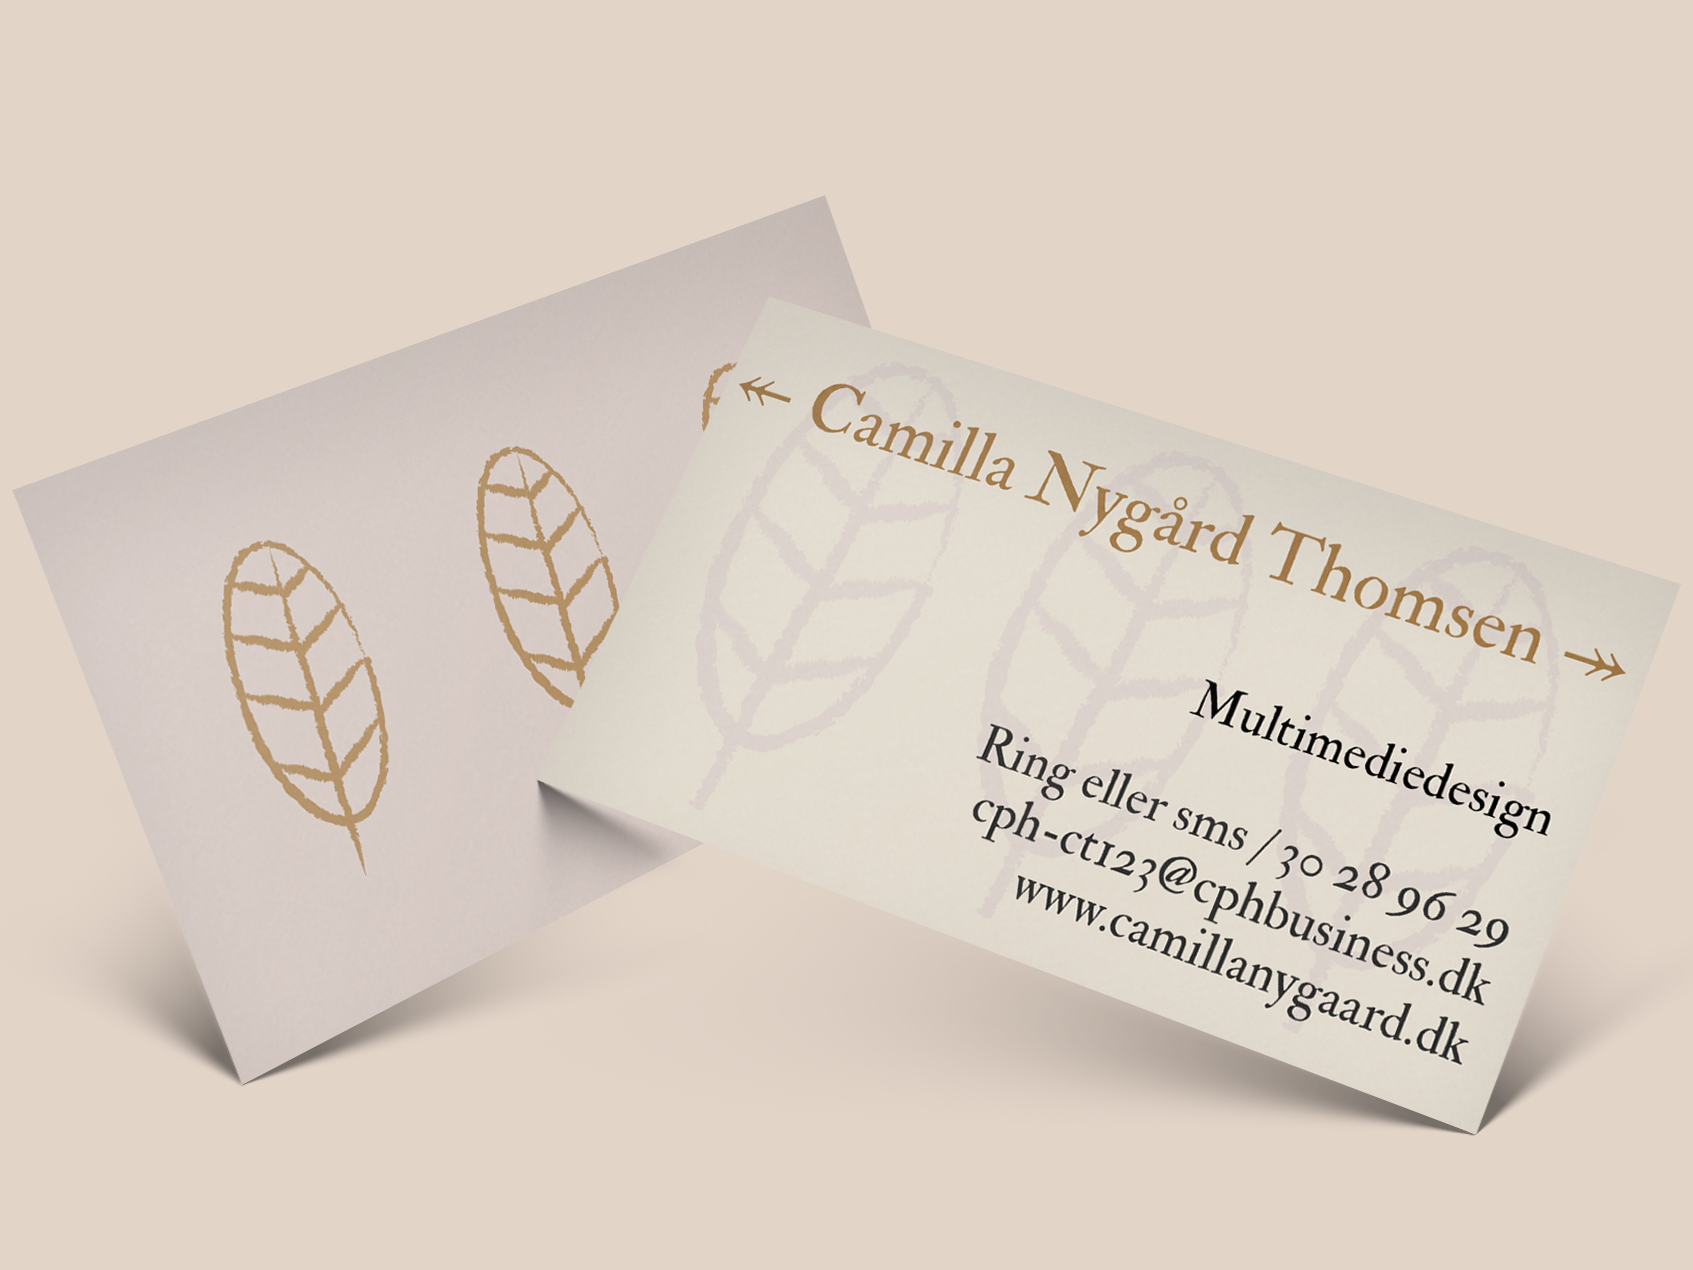 ↞ Camilla Nygård Thomsen ↠
Multimediedesign
Ring eller sms / 30 28 96 29
cph-ct123@cphbusiness.dk
www.camillanygaard.dk